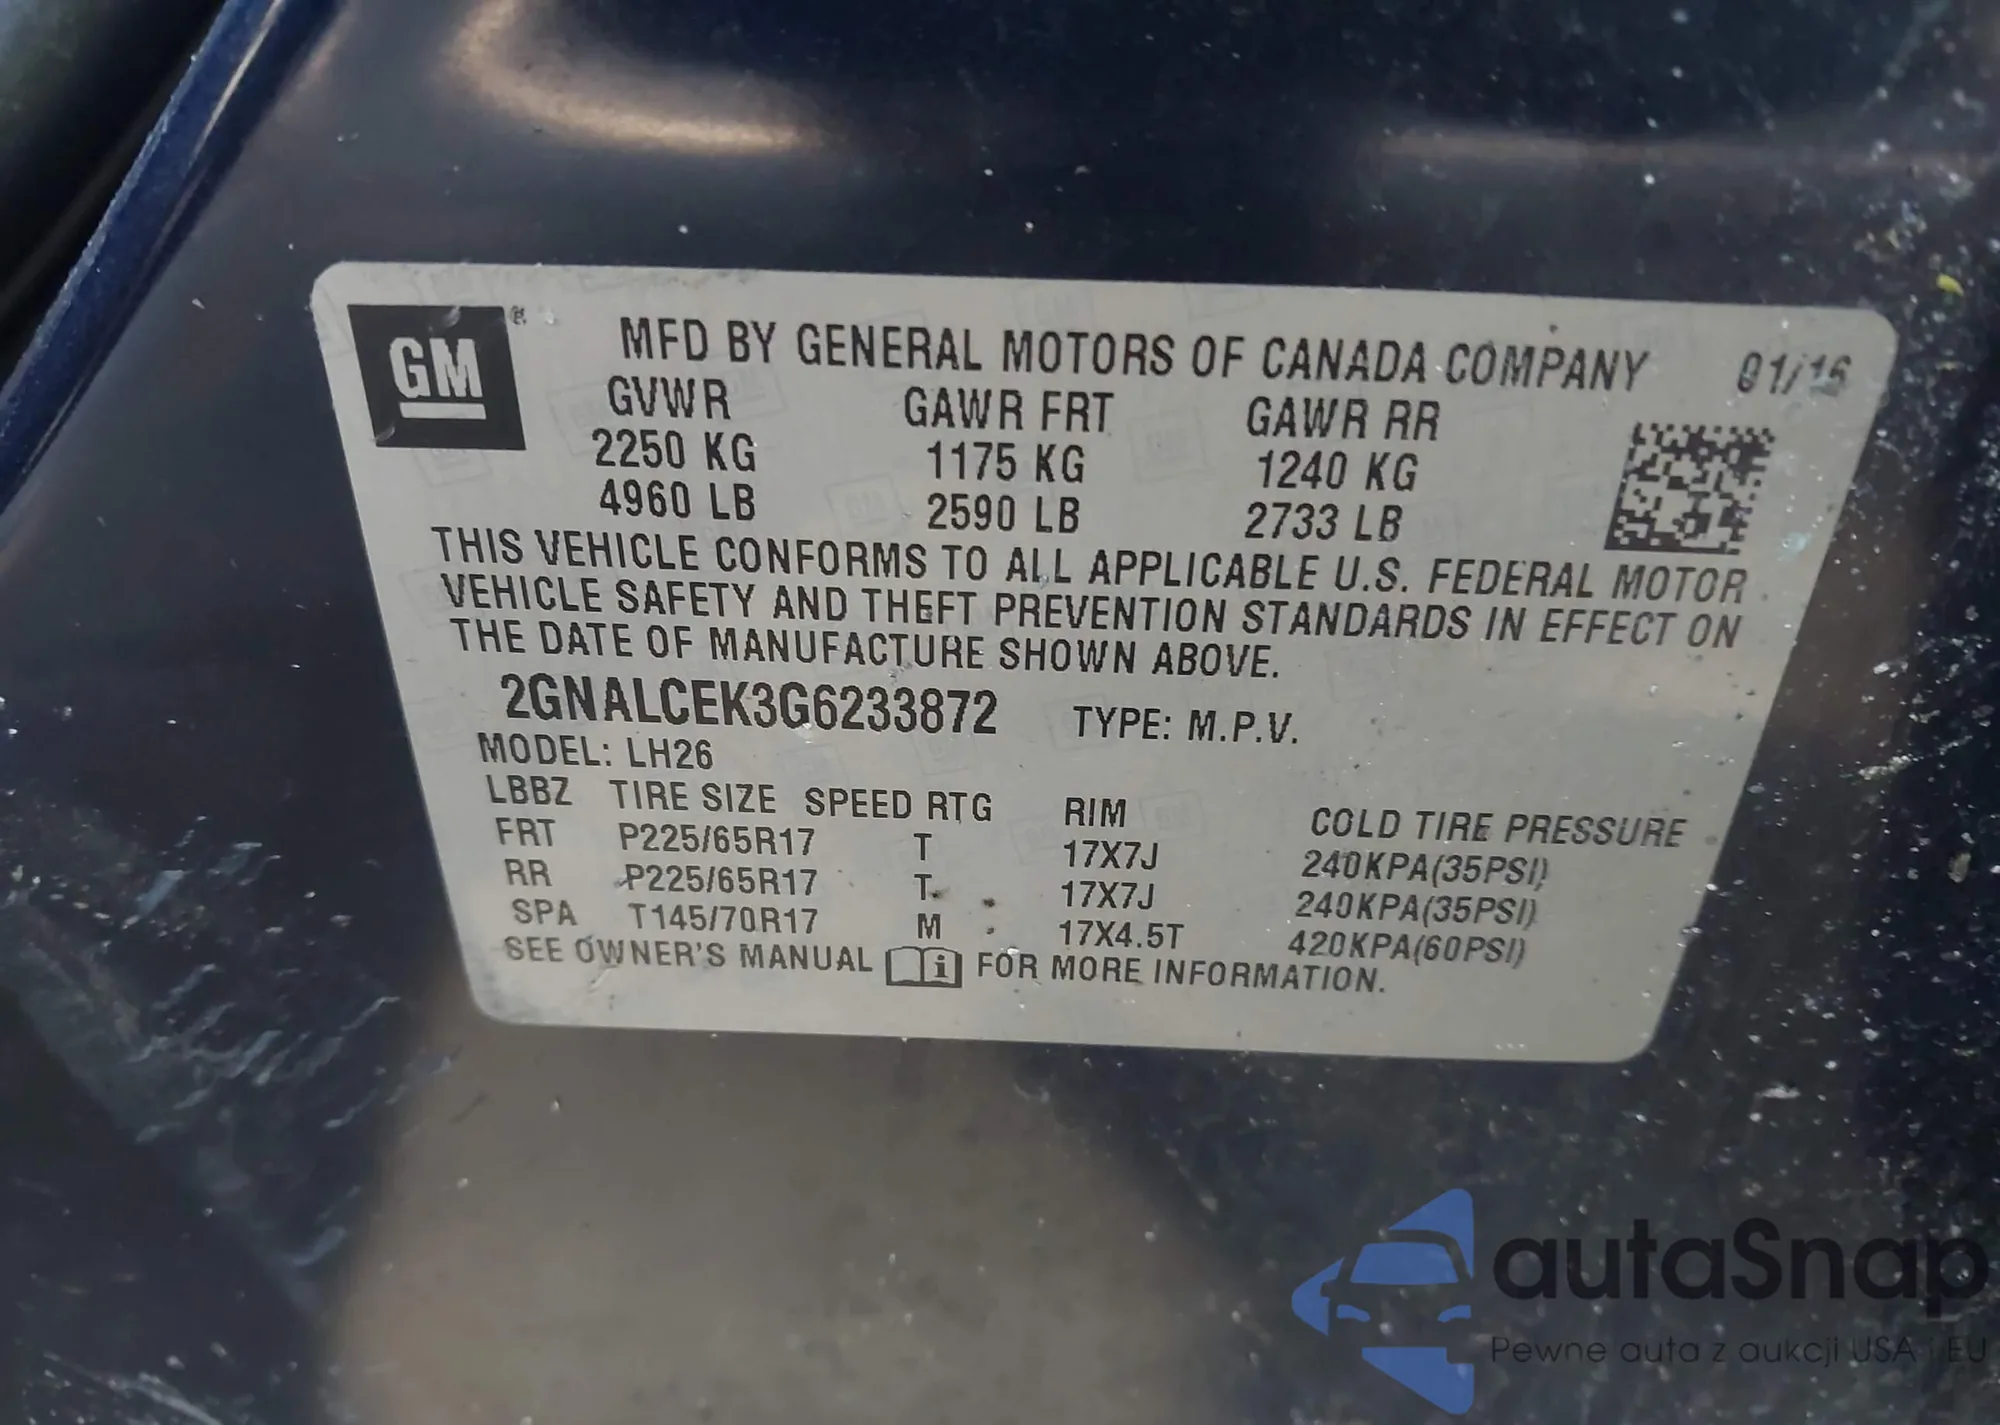 GM ®
MFD BY GENERAL MOTORS OF CANADA COMPANY 01/16
GVWR GAWR FRT GAWR RR
2250 KG 1175 KG 1240 KG
4960 LB 2590 LB 2733 LB
THIS VEHICLE CONFORMS TO ALL APPLICABLE U.S. FEDERAL MOTOR
VEHICLE SAFETY AND THEFT PREVENTION STANDARDS IN EFFECT ON
THE DATE OF MANUFACTURE SHOWN ABOVE.
2GNALCEK3G6233872 TYPE: M.P.V.
MODEL: LH26
LBBZ TIRE SIZE SPEED RTG RIM COLD TIRE PRESSURE
FRT P225/65R17 T 17X7J 240KPA(35PSI)
RR P225/65R17 T 17X7J 240KPA(35PSI)
SPA T145/70R17 M 17X4.5T 420KPA(60PSI)
SEE OWNER'S MANUAL i FOR MORE INFORMATION.
autaSnap
Pewne auta z aukcji USA i EU